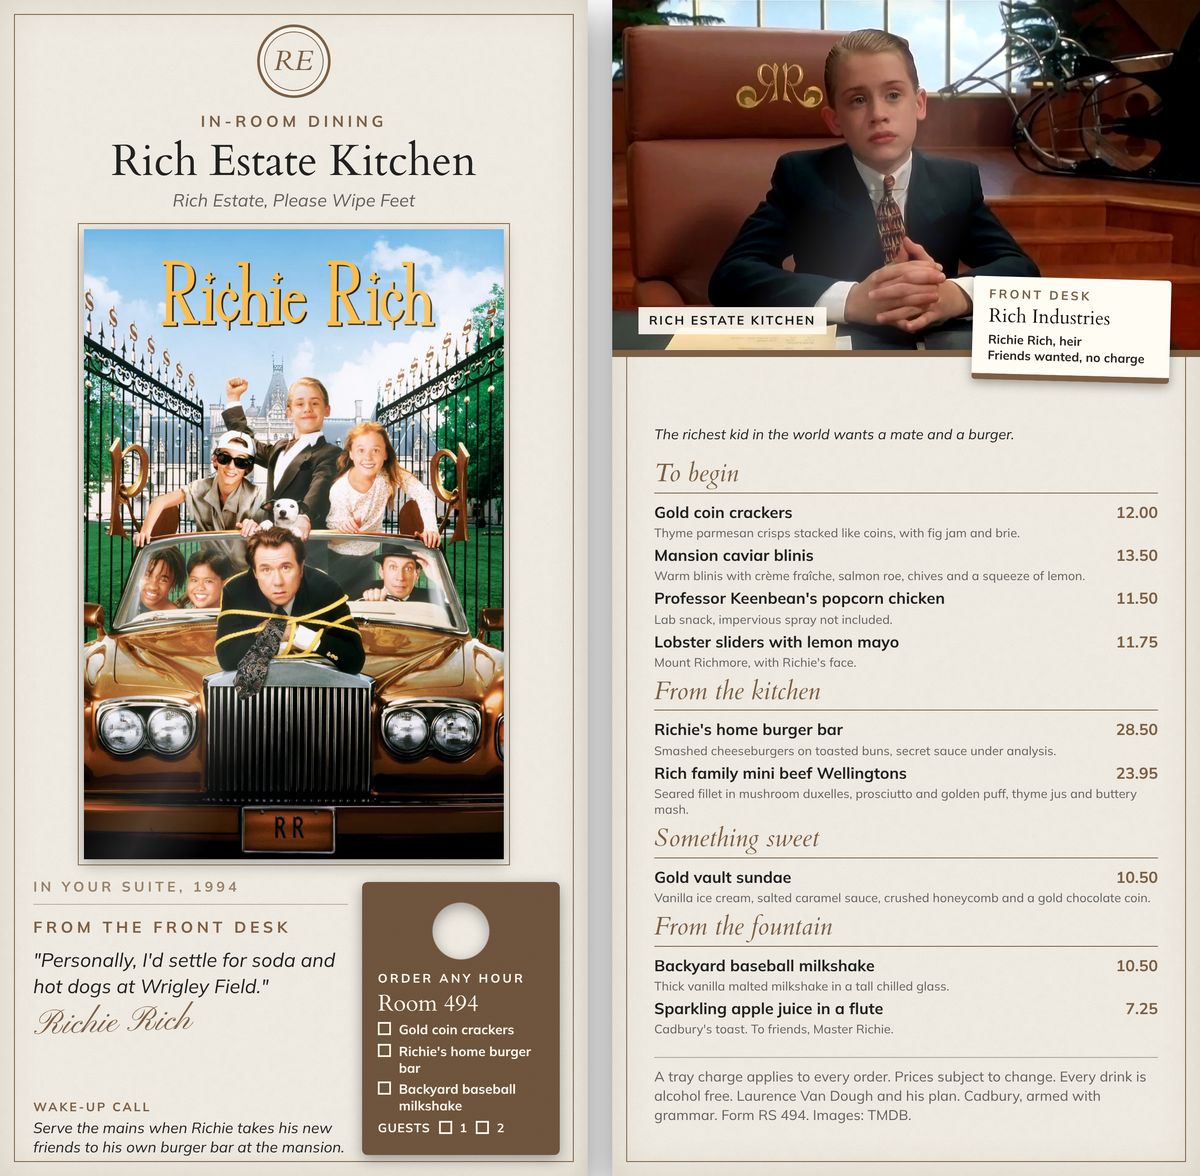 RE
IN-ROOM DINING
Rich Estate Kitchen
Rich Estate, Please Wipe Feet
Ri¢hie Ri¢h
RR
IN YOUR SUITE, 1994
FROM THE FRONT DESK
"Personally, I'd settle for soda and
hot dogs at Wrigley Field."
Richie Rich
WAKE-UP CALL
Serve the mains when Richie takes his new
friends to his own burger bar at the mansion.
ORDER ANY HOUR
Room 494
Gold coin crackers
Richie's home burger
bar
Backyard baseball
milkshake
GUESTS 1 2
RR
RICH ESTATE KITCHEN
FRONT DESK
Rich Industries
Richie Rich, heir
Friends wanted, no charge
The richest kid in the world wants a mate and a burger.
To begin
Gold coin crackers 12.00
Thyme parmesan crisps stacked like coins, with fig jam and brie.
Mansion caviar blinis 13.50
Warm blinis with crème fraîche, salmon roe, chives and a squeeze of lemon.
Professor Keenbean's popcorn chicken 11.50
Lab snack, impervious spray not included.
Lobster sliders with lemon mayo 11.75
Mount Richmore, with Richie's face.
From the kitchen
Richie's home burger bar 28.50
Smashed cheeseburgers on toasted buns, secret sauce under analysis.
Rich family mini beef Wellingtons 23.95
Seared fillet in mushroom duxelles, prosciutto and golden puff, thyme jus and buttery
mash.
Something sweet
Gold vault sundae 10.50
Vanilla ice cream, salted caramel sauce, crushed honeycomb and a gold chocolate coin.
From the fountain
Backyard baseball milkshake 10.50
Thick vanilla malted milkshake in a tall chilled glass.
Sparkling apple juice in a flute 7.25
Cadbury's toast. To friends, Master Richie.
A tray charge applies to every order. Prices subject to change. Every drink is
alcohol free. Laurence Van Dough and his plan. Cadbury, armed with
grammar. Form RS 494. Images: TMDB.